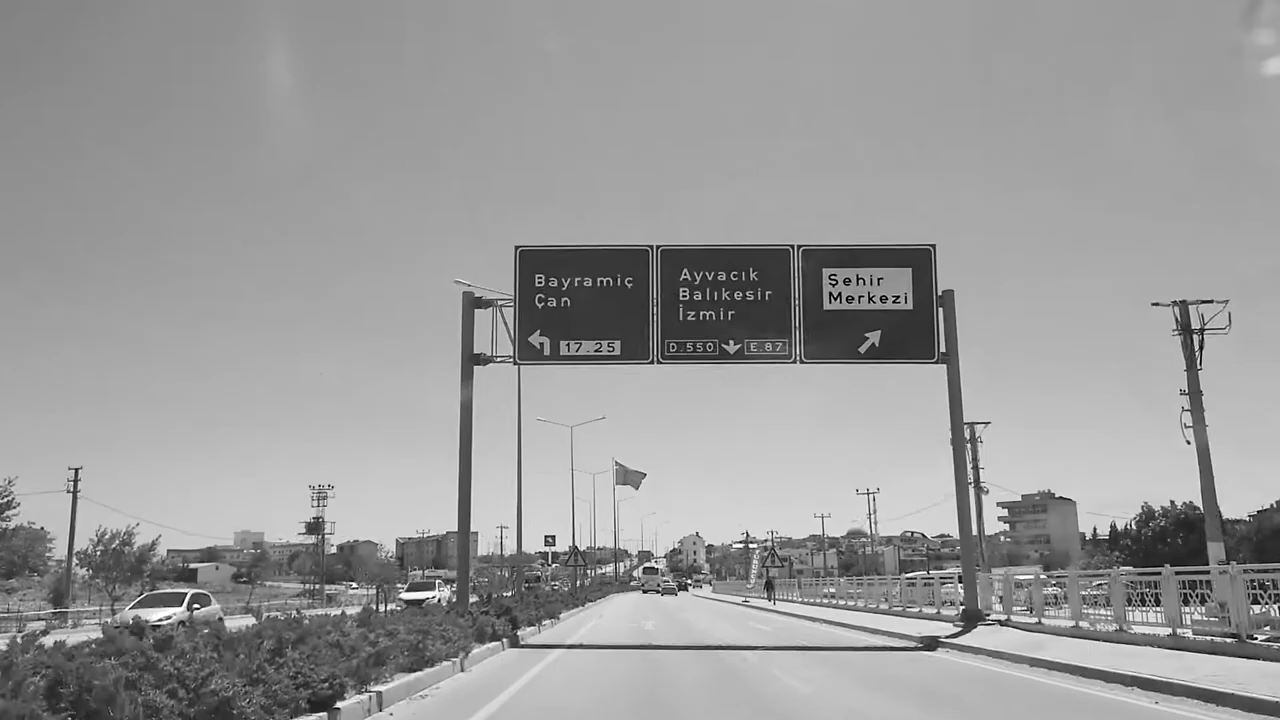 Bayramiç
Çan
17.25
Ayvacık
Balıkesir
İzmir
D.550 E.87
Şehir
Merkezi